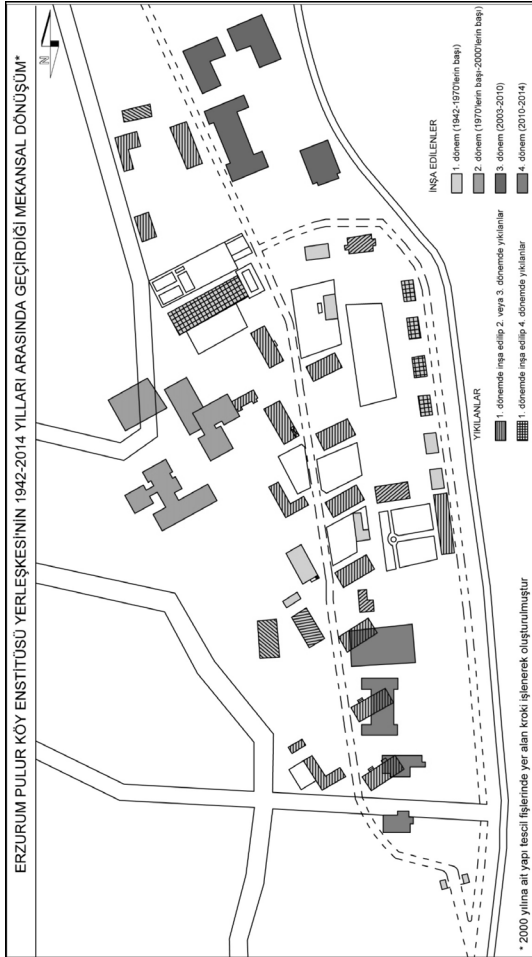 ERZURUM PULUR KÖY ENSTİTÜSÜ YERLEŞKESİ'NİN 1942-2014 YILLARI ARASINDA GEÇİRDİĞİ MEKANSAL DÖNÜŞÜM*
N
İNŞA EDİLENLER
1. dönem (1942-1970'lerin başı)
2. dönem (1970'lerin başı-2000'lerin başı)
3. dönem (2003-2010)
4. dönem (2010-2014)
YIKILANLAR
1. dönemde inşa edilip 2. veya 3. dönemde yıkılanlar
1. dönemde inşa edilip 4. dönemde yıkılanlar
* 2000 yılına ait yapı tescil fişlerinde yer alan kroki işlenerek oluşturulmuştur